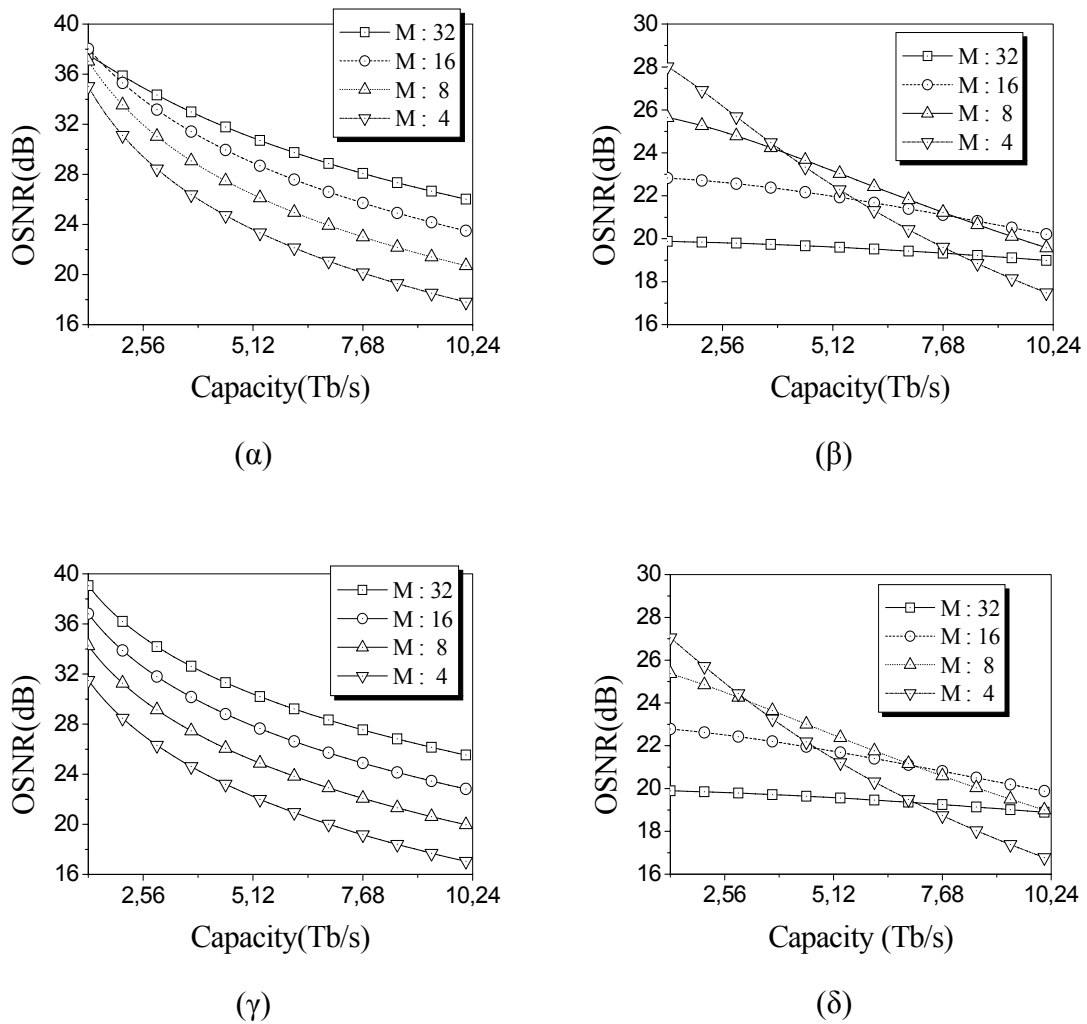 40
36
32
28
24
20
16
OSNR(dB)
M : 32
M : 16
M : 8
M : 4
2,56 5,12 7,68 10,24
Capacity(Tb/s)
(α)
30
28
26
24
22
20
18
16
OSNR(dB)
M : 32
M : 16
M : 8
M : 4
2,56 5,12 7,68 10,24
Capacity(Tb/s)
(β)
40
36
32
28
24
20
16
OSNR(dB)
M : 32
M : 16
M : 8
M : 4
2,56 5,12 7,68 10,24
Capacity(Tb/s)
(γ)
30
28
26
24
22
20
18
16
OSNR(dB)
M : 32
M : 16
M : 8
M : 4
2,56 5,12 7,68 10,24
Capacity (Tb/s)
(δ)